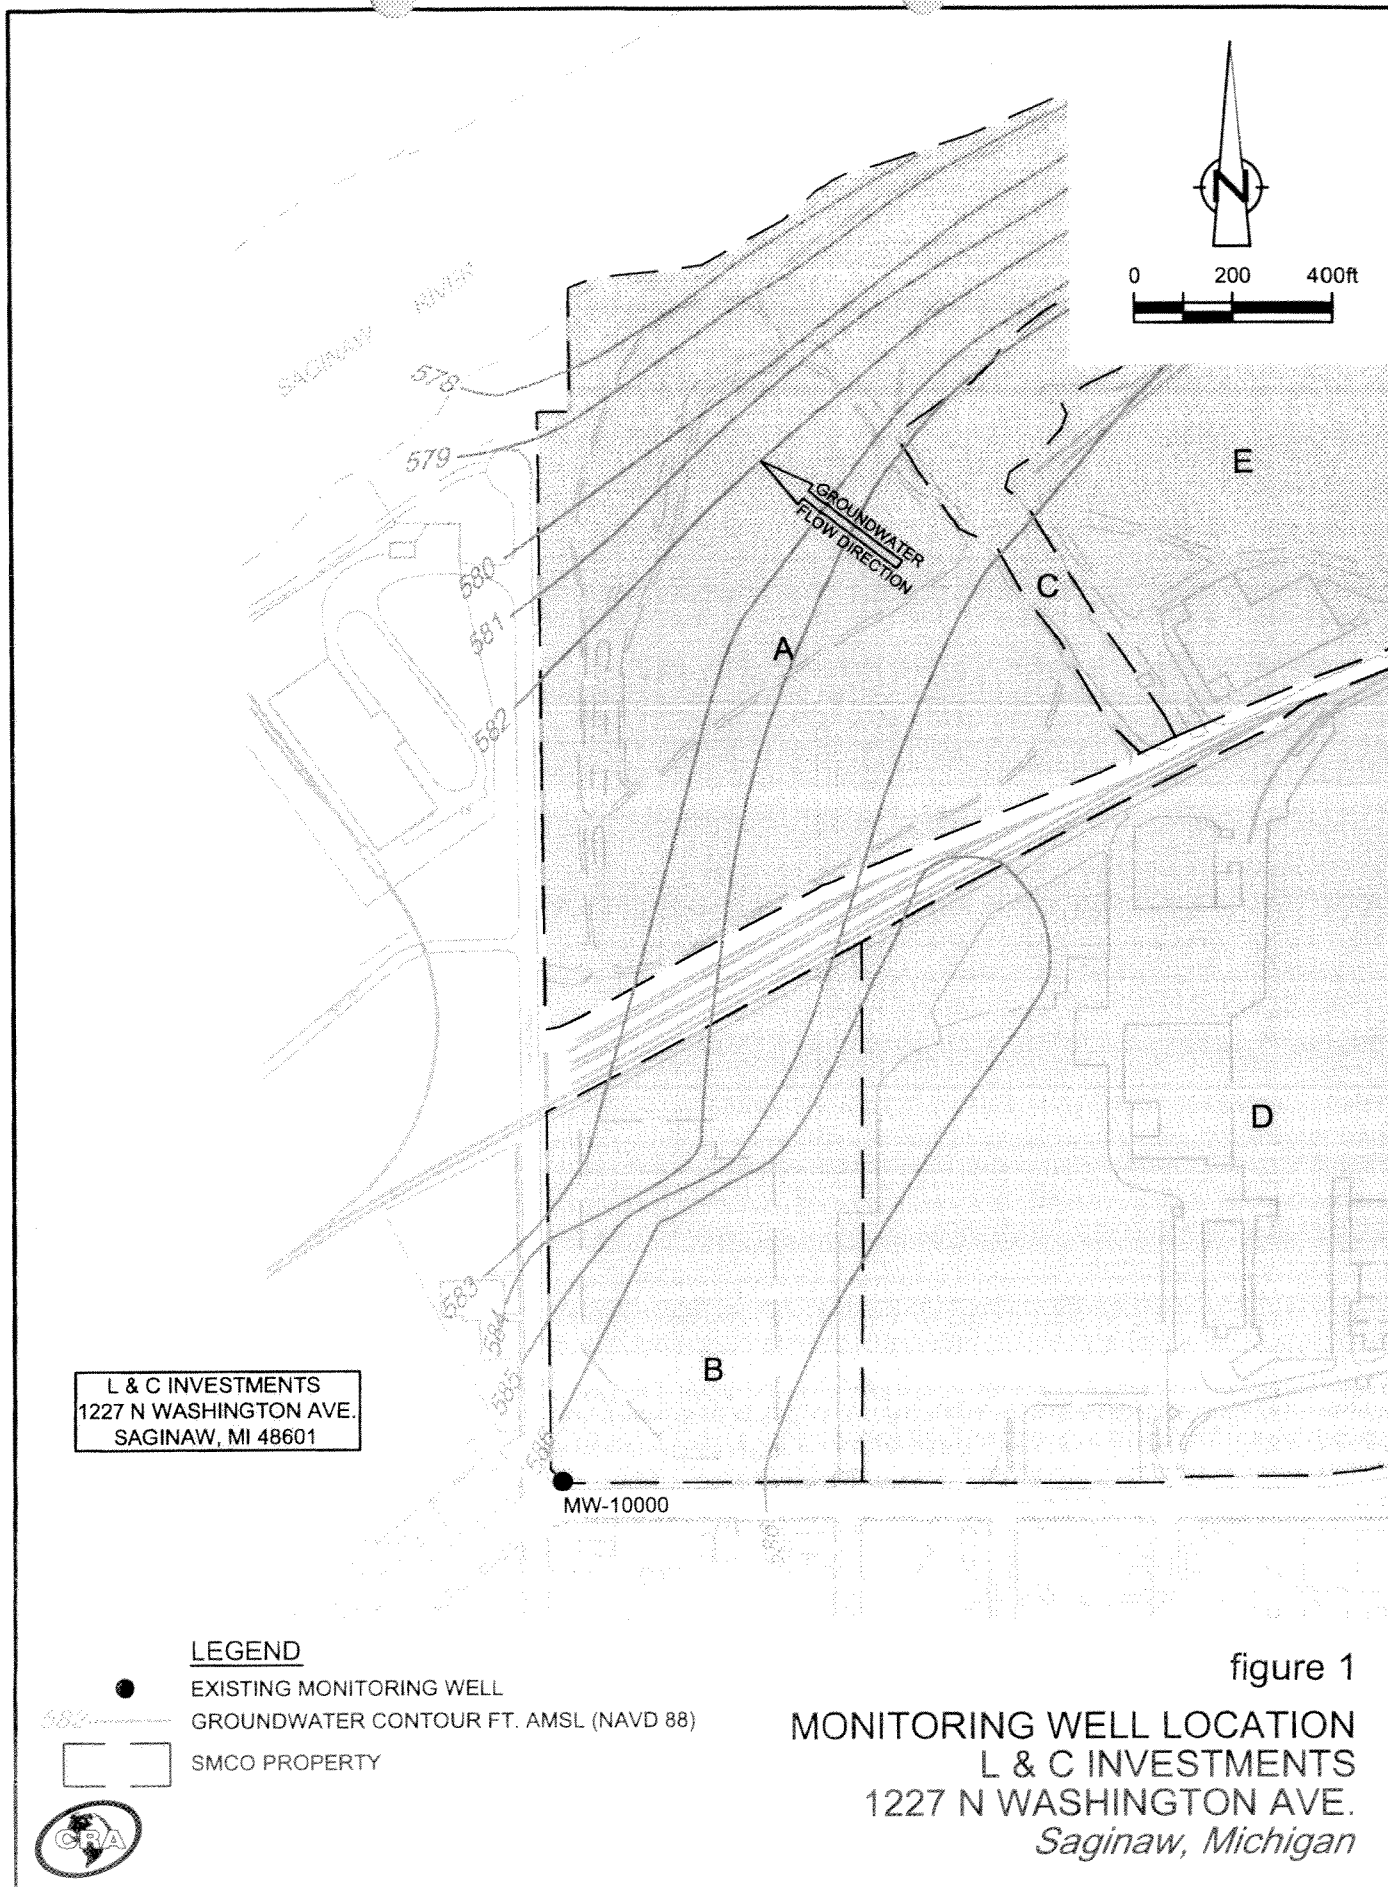 N
0 200 400ft
SAGINAW RIVER
578
579
E
GROUNDWATER
FLOW DIRECTION
580
C
581
A
582
D
583
584
585
B
L & C INVESTMENTS
1227 N WASHINGTON AVE.
SAGINAW, MI 48601
MW-10000
LEGEND
EXISTING MONITORING WELL
582
GROUNDWATER CONTOUR FT. AMSL (NAVD 88)
SMCO PROPERTY
CRA
figure 1
MONITORING WELL LOCATION
L & C INVESTMENTS
1227 N WASHINGTON AVE.
Saginaw, Michigan